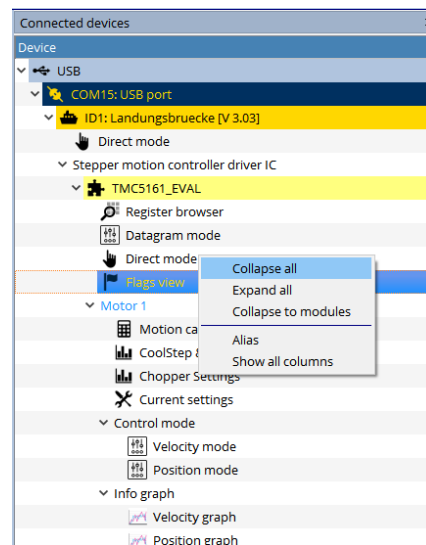 Connected devices
Device
USB
COM15: USB port
ID1: Landungsbruecke [V 3.03]
Direct mode
Stepper motion controller driver IC
TMC5161_EVAL
Register browser
Datagram mode
Direct mode
Flags view
Collapse all
Expand all
Collapse to modules
Alias
Show all columns
Motor 1
Motion ca
CoolStep &
Chopper Settings
Current settings
Control mode
Velocity mode
Position mode
Info graph
Velocity graph
Position graph